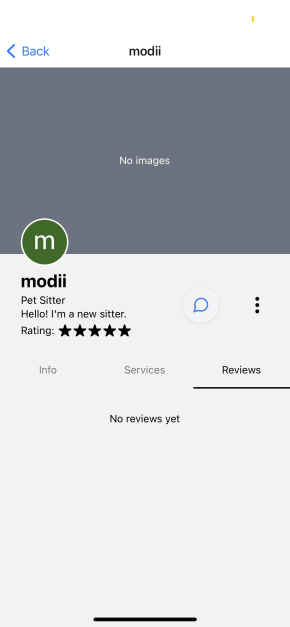 Back
modii
No images
m
modii
Pet Sitter
Hello! I'm a new sitter.
Rating: ★★★★★
Info Services Reviews
No reviews yet